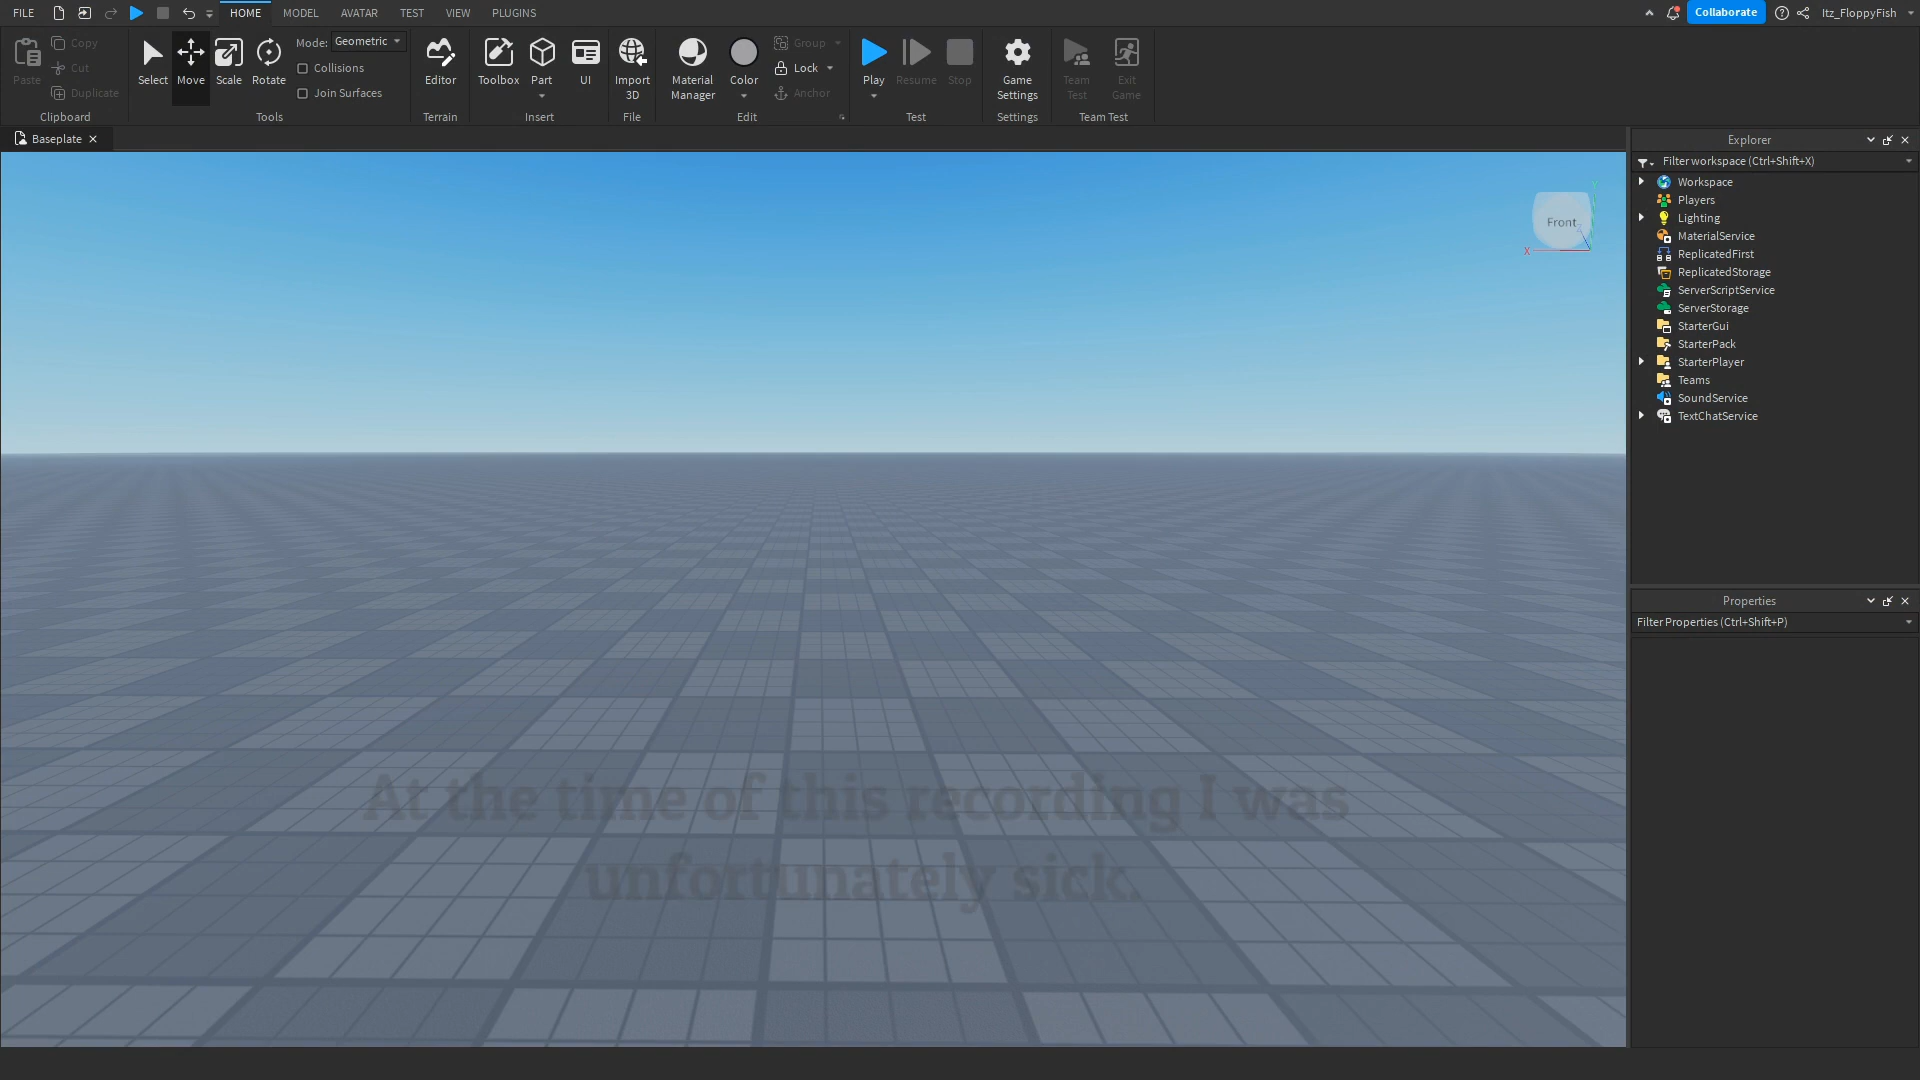 FILE HOME MODEL AVATAR TEST VIEW PLUGINS Collaborate Itz_FloppyFish
Paste Copy Cut Duplicate
Clipboard
Select Move Scale Rotate Mode: Geometric
Collisions
Join Surfaces
Tools
Editor
Terrain
Toolbox Part UI
Insert
Import
3D
File
Material
Manager
Color Group Lock Anchor
Edit
Play Resume Stop
Test
Game
Settings
Settings
Team
Test
Exit
Game
Team Test
Baseplate
Front
X
At the time of this recording I was
unfortunately sick.
Explorer
Filter workspace (Ctrl+Shift+X)
Workspace
Players
Lighting
MaterialService
ReplicatedFirst
ReplicatedStorage
ServerScriptService
ServerStorage
StarterGui
StarterPack
StarterPlayer
Teams
SoundService
TextChatService
Properties
Filter Properties (Ctrl+Shift+P)